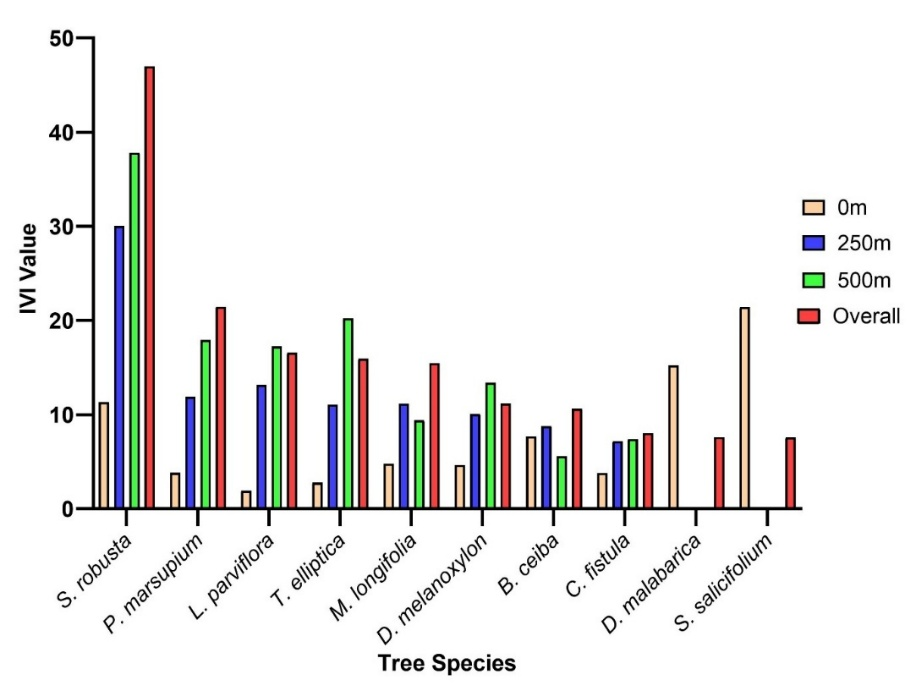 50
40
30
20
10
0
IVI Value
0m
250m
500m
Overall
S. robusta
P. marsupium
L. parviflora
T. elliptica
M. longifolia
D. melanoxylon
B. ceiba
C. fistula
D. malabarica
S. salicifolium
Tree Species